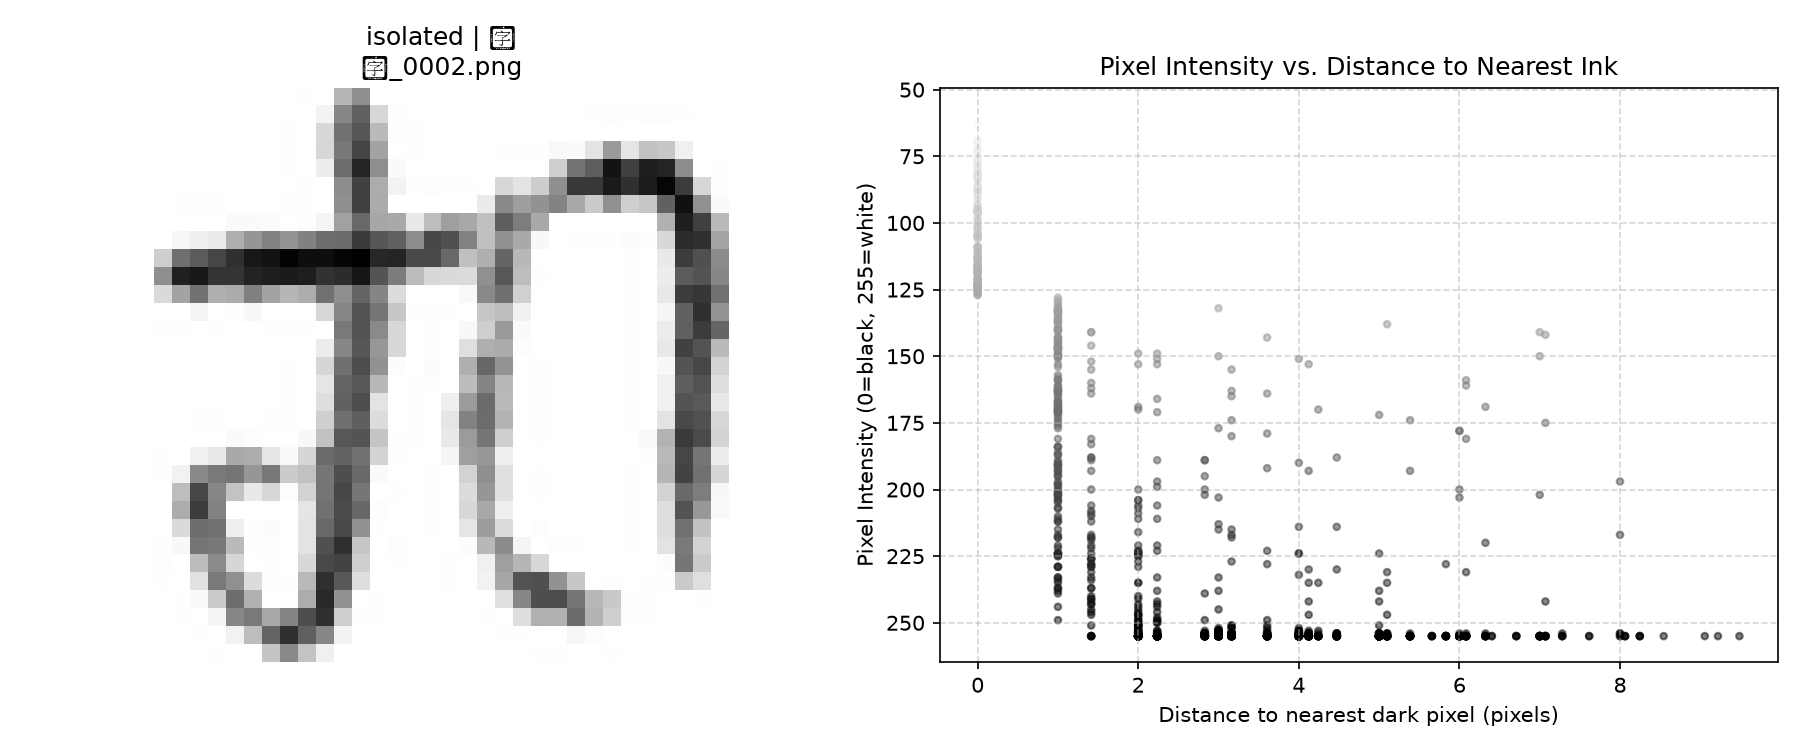 isolated |
_0002.png
Pixel Intensity vs. Distance to Nearest Ink
Pixel Intensity (0=black, 255=white)
50
75
100
125
150
175
200
225
250
0 2 4 6 8
Distance to nearest dark pixel (pixels)